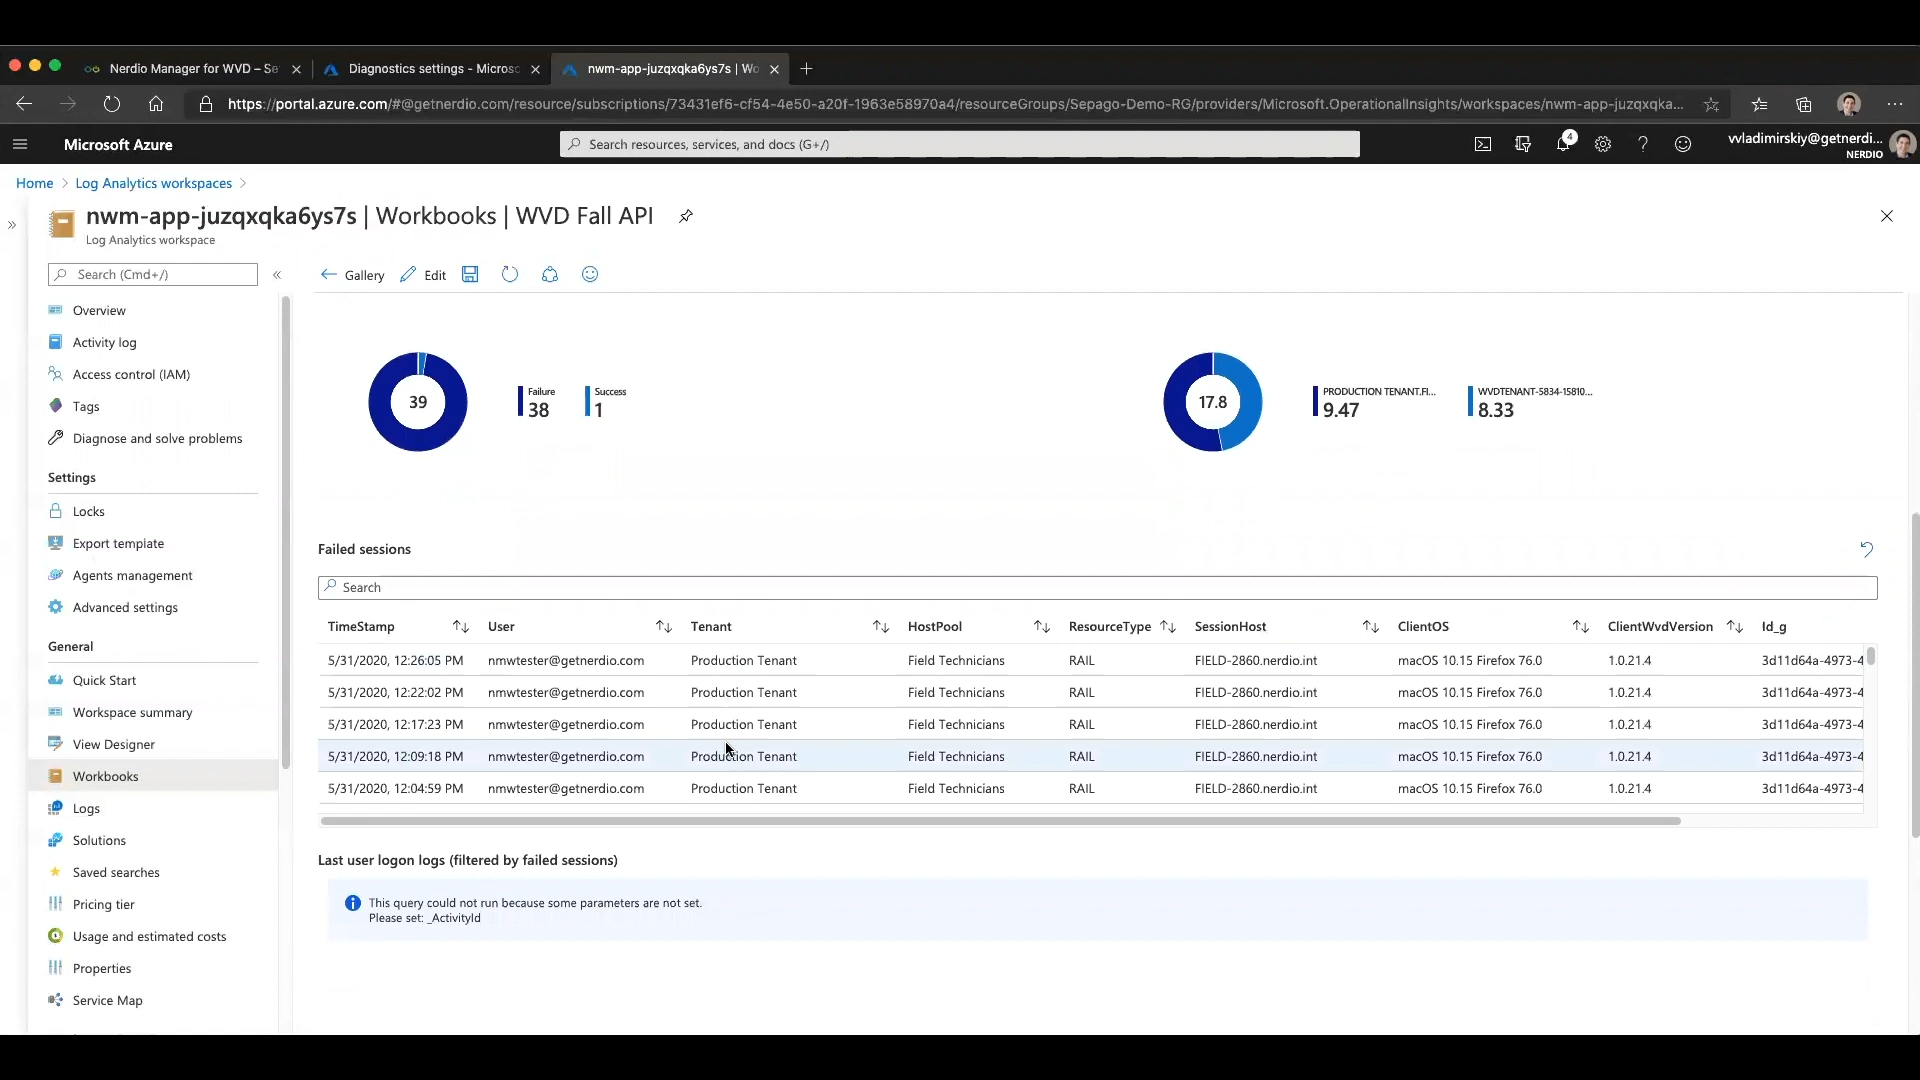 Nerdio Manager for WVD – Se
Diagnostics settings - Microsc
nwm-app-juzqxqka6ys7s | Wo
https://portal.azure.com/#@getnerdio.com/resource/subscriptions/73431ef6-cf54-4e50-a20f-1963e58970a4/resourceGroups/Sepago-Demo-RG/providers/Microsoft.OperationalInsights/workspaces/nwm-app-juzqxqka...
Microsoft Azure
Search resources, services, and docs (G+/)
4
vvladimirskiy@getnerdi...
NERDIO
Home > Log Analytics workspaces >
nwm-app-juzqxqka6ys7s | Workbooks | WVD Fall API
Log Analytics workspace
Search (Cmd+/)
Gallery
Edit
Overview
Activity log
Access control (IAM)
Tags
Diagnose and solve problems
Settings
Locks
Export template
Agents management
Advanced settings
General
Quick Start
Workspace summary
View Designer
Workbooks
Logs
Solutions
Saved searches
Pricing tier
Usage and estimated costs
Properties
Service Map
39
Failure
38
Success
1
17.8
PRODUCTION TENANT.FI...
9.47
WVDTENANT-5834-15810...
8.33
Failed sessions
Search
TimeStamp User Tenant HostPool ResourceType SessionHost ClientOS ClientWvdVersion Id_g
5/31/2020, 12:26:05 PM nmwtester@getnerdio.com Production Tenant Field Technicians RAIL FIELD-2860.nerdio.int macOS 10.15 Firefox 76.0 1.0.21.4 3d11d64a-4973-4
5/31/2020, 12:22:02 PM nmwtester@getnerdio.com Production Tenant Field Technicians RAIL FIELD-2860.nerdio.int macOS 10.15 Firefox 76.0 1.0.21.4 3d11d64a-4973-4
5/31/2020, 12:17:23 PM nmwtester@getnerdio.com Production Tenant Field Technicians RAIL FIELD-2860.nerdio.int macOS 10.15 Firefox 76.0 1.0.21.4 3d11d64a-4973-4
5/31/2020, 12:09:18 PM nmwtester@getnerdio.com Production Tenant Field Technicians RAIL FIELD-2860.nerdio.int macOS 10.15 Firefox 76.0 1.0.21.4 3d11d64a-4973-4
5/31/2020, 12:04:59 PM nmwtester@getnerdio.com Production Tenant Field Technicians RAIL FIELD-2860.nerdio.int macOS 10.15 Firefox 76.0 1.0.21.4 3d11d64a-4973-4
Last user logon logs (filtered by failed sessions)
This query could not run because some parameters are not set.
Please set: _ActivityId